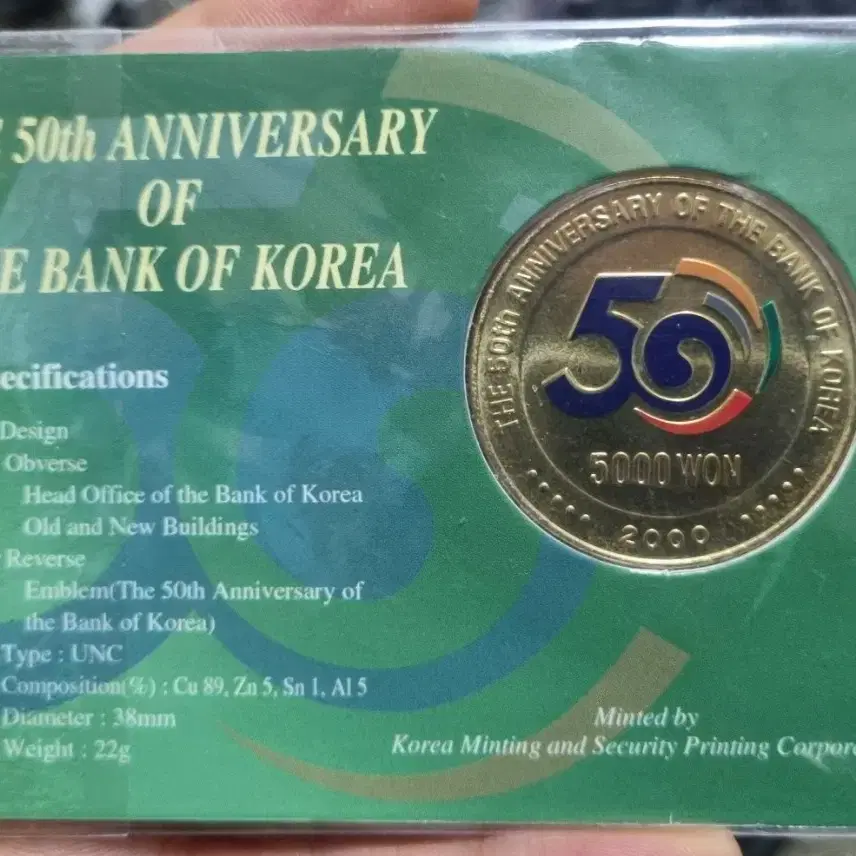 50th ANNIVERSARY
OF
E BANK OF KOREA
ecifications
Design
Obverse
Head Office of the Bank of Korea
Old and New Buildings
Reverse
Emblem(The 50th Anniversary of
the Bank of Korea)
Type : UNC
Composition(%) : Cu 89, Zn 5, Sn 1, Al 5
Diameter : 38mm
Weight : 22g
THE 50th ANNIVERSARY OF THE BANK OF KOREA
50
5000 WON
2000
Minted by
Korea Minting and Security Printing Corpora